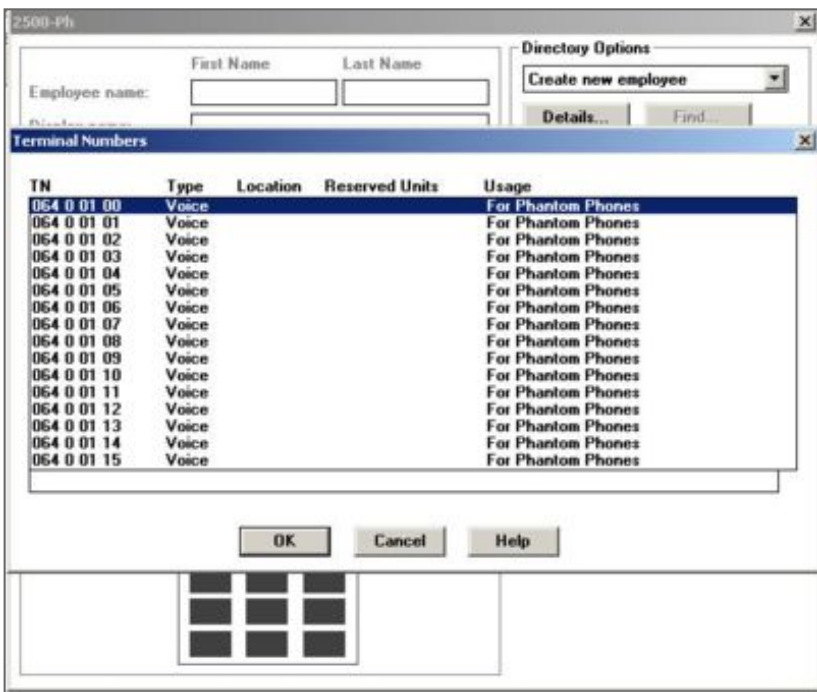 2500-Ph
Directory Options
First Name Last Name
Create new employee
Employee name:
Details... Find...
Terminal Numbers
TN Type Location Reserved Units Usage
064 0 01 00 Voice For Phantom Phones
064 0 01 01 Voice For Phantom Phones
064 0 01 02 Voice For Phantom Phones
064 0 01 03 Voice For Phantom Phones
064 0 01 04 Voice For Phantom Phones
064 0 01 05 Voice For Phantom Phones
064 0 01 06 Voice For Phantom Phones
064 0 01 07 Voice For Phantom Phones
064 0 01 08 Voice For Phantom Phones
064 0 01 09 Voice For Phantom Phones
064 0 01 10 Voice For Phantom Phones
064 0 01 11 Voice For Phantom Phones
064 0 01 12 Voice For Phantom Phones
064 0 01 13 Voice For Phantom Phones
064 0 01 14 Voice For Phantom Phones
064 0 01 15 Voice For Phantom Phones
OK Cancel Help